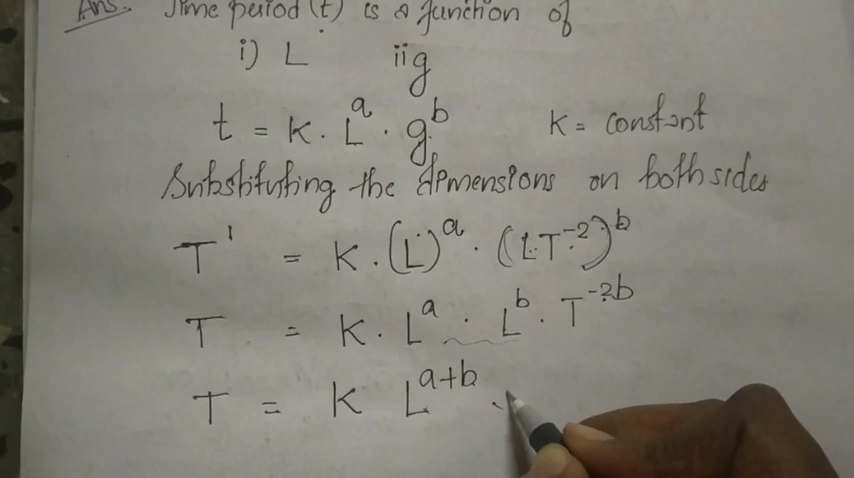 Ans. Time period (t) is a function of
i) L ii g
t = K . L^a . g^b K = constant
Substituting the dimensions on both sides
T^1 = K . (L)^a . (LT^-2)^b
T = K . L^a . L^b . T^-2b
T = K L^a+b .